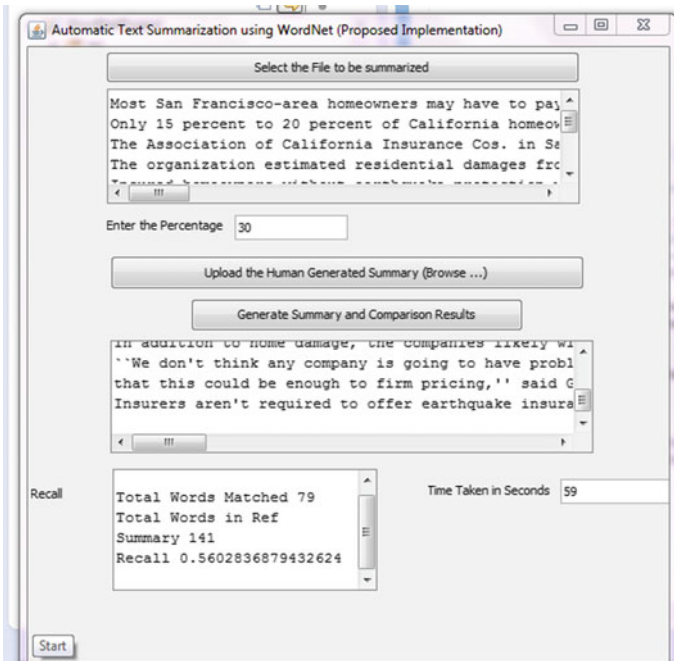 Automatic Text Summarization using WordNet (Proposed Implementation)
Select the File to be summarized
Most San Francisco-area homeowners may have to pay
Only 15 percent to 20 percent of California homeow
The Association of California Insurance Cos. in Sa
The organization estimated residential damages fro
Insured homeowners without earthquake protection
Enter the Percentage 30
Upload the Human Generated Summary (Browse ...)
Generate Summary and Comparison Results
In addition to home damage, the companies likely wi
``We don't think any company is going to have probl
that this could be enough to firm pricing,'' said G
Insurers aren't required to offer earthquake insura
Recall
Total Words Matched 79
Total Words in Ref
Summary 141
Recall 0.5602836879432624
Time Taken in Seconds 59
Start